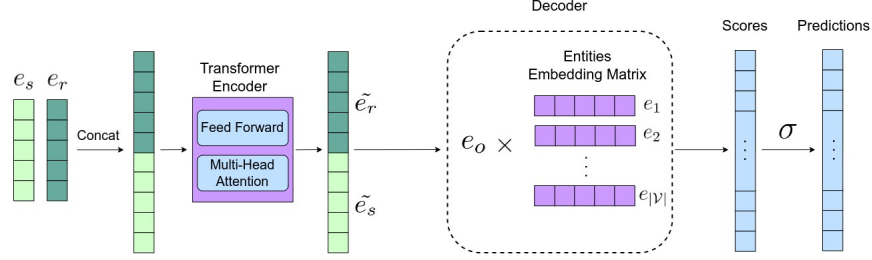 Decoder
Scores
Predictions
Transformer
Encoder
Entities
Embedding Matrix
e_s
e_r
Concat
Feed Forward
Multi-Head
Attention
ẽ_r
ẽ_s
e_o ×
e_1
e_2
⋮
e_{|𝒱|}
⋮
σ
⋮